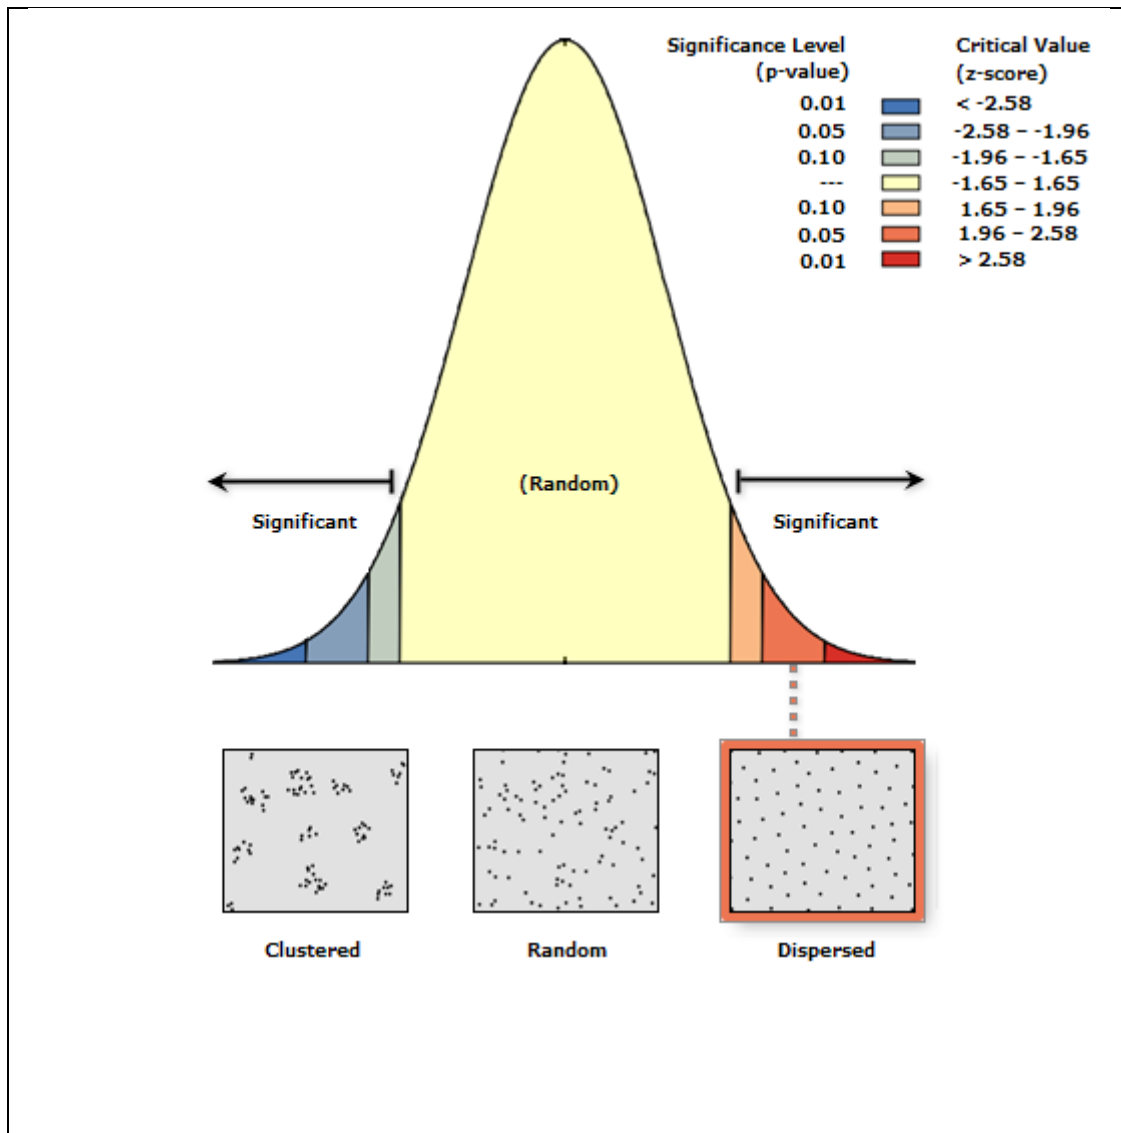 Significance Level Critical Value
(p-value) (z-score)
0.01 < -2.58
0.05 -2.58 – -1.96
0.10 -1.96 – -1.65
--- -1.65 – 1.65
0.10 1.65 – 1.96
0.05 1.96 – 2.58
0.01 > 2.58
(Random)
Significant Significant
Clustered Random Dispersed